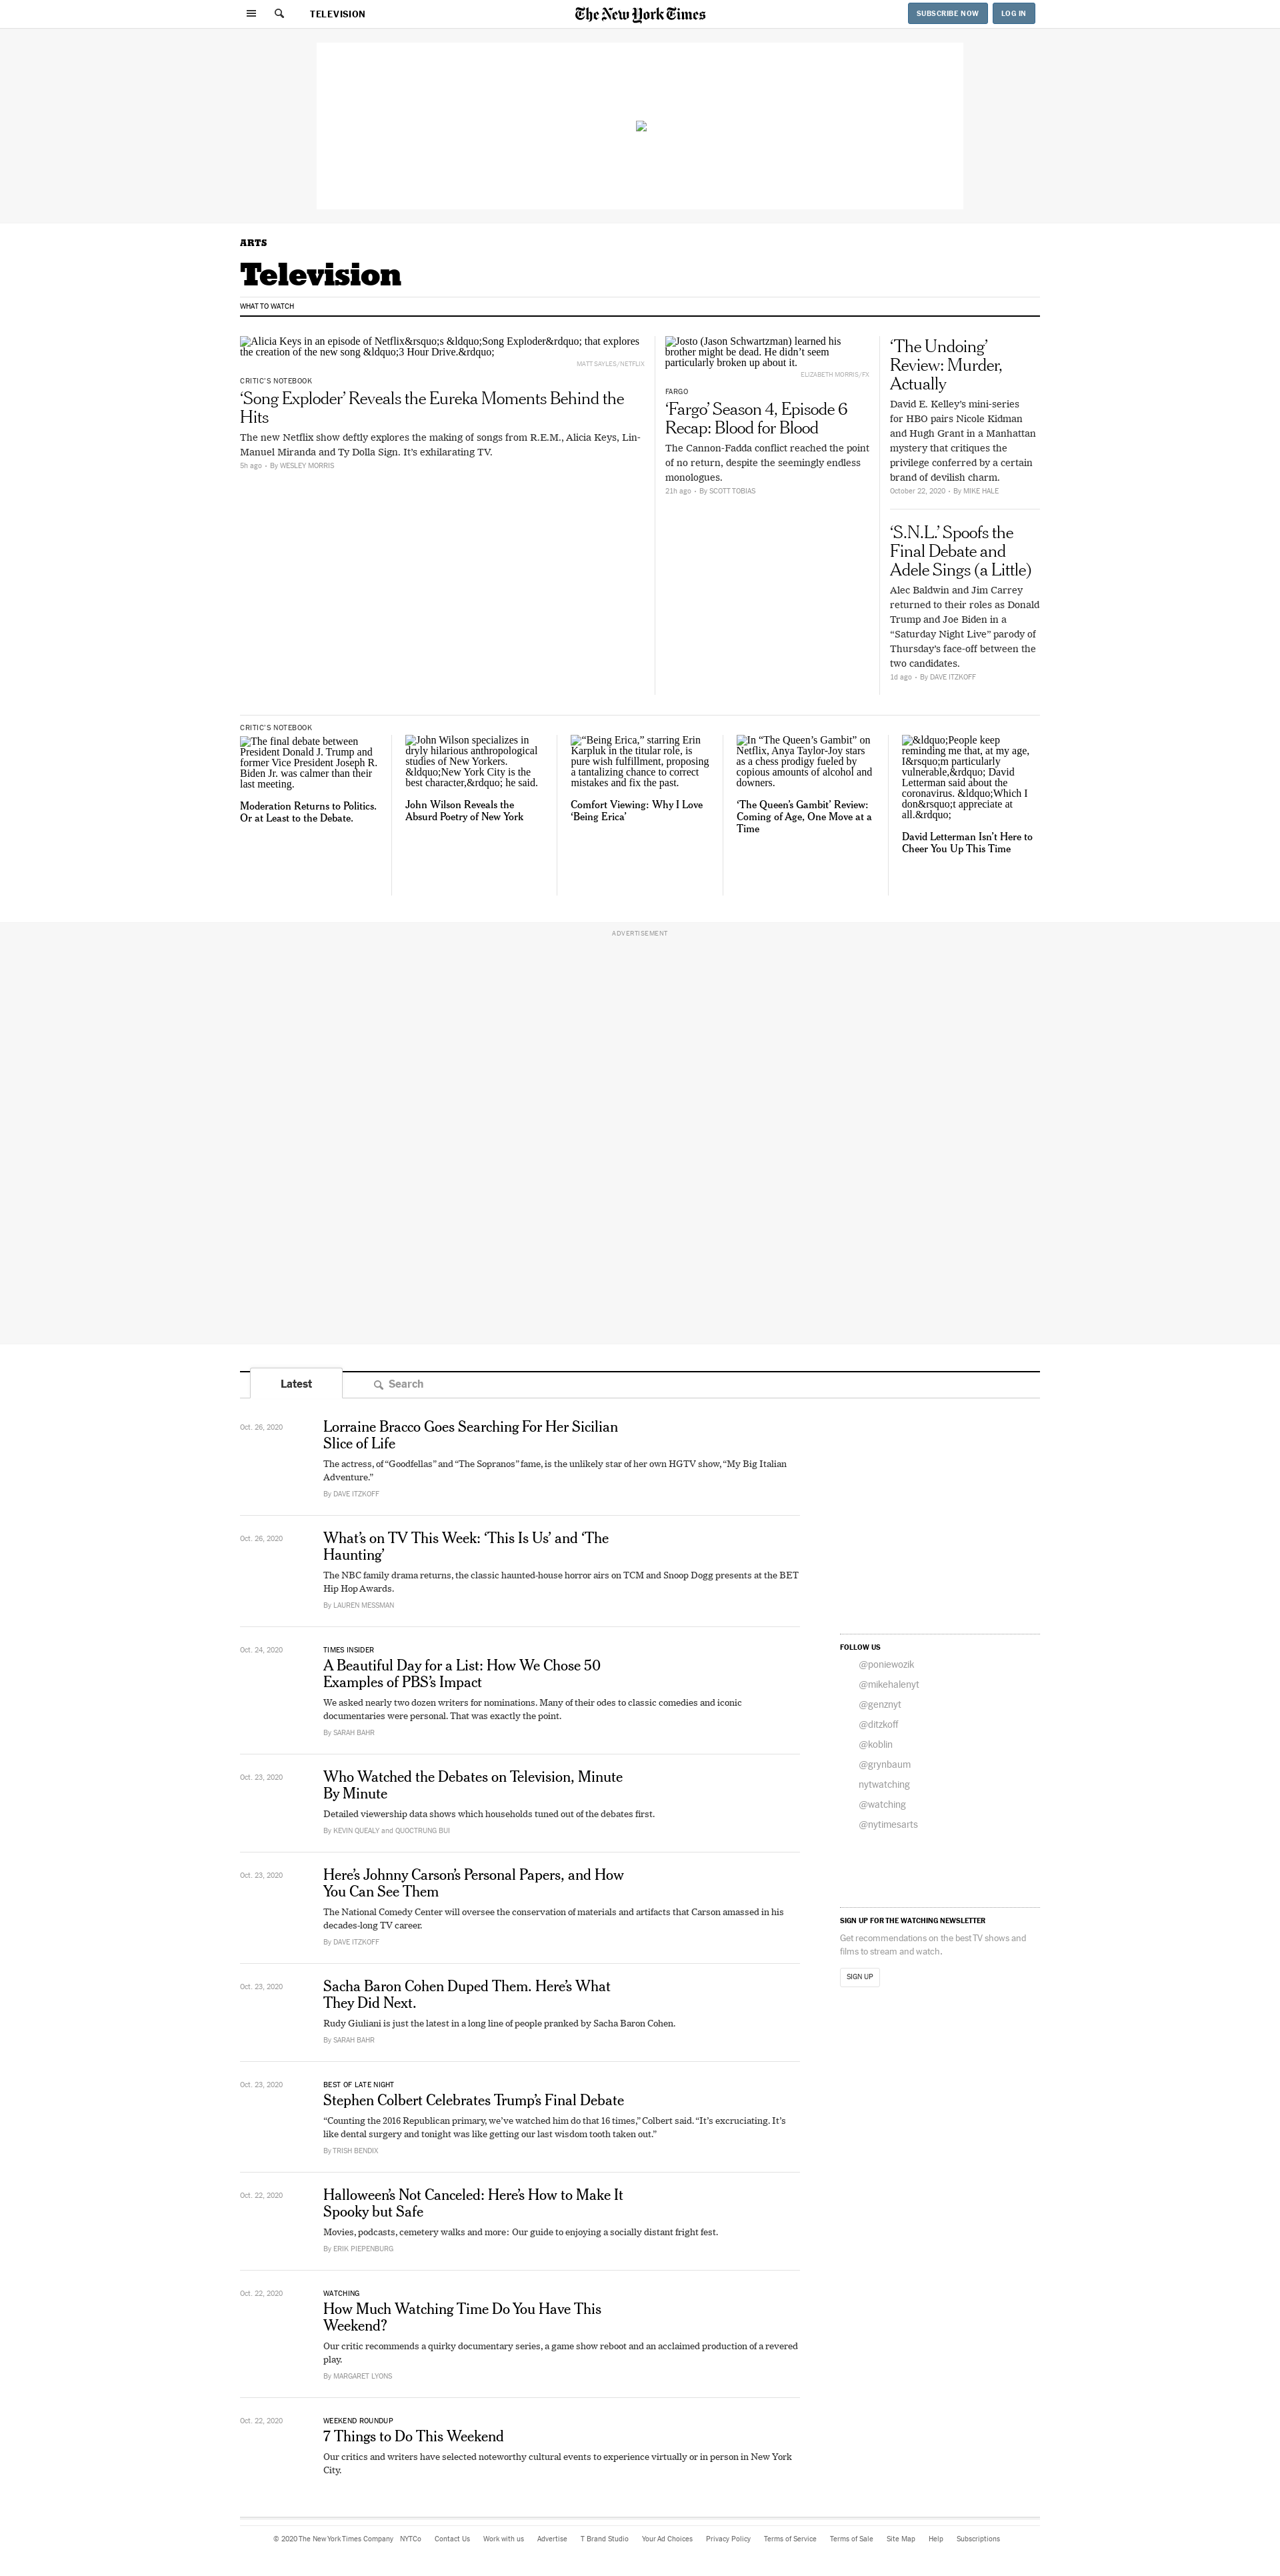 TELEVISION
The New York Times
SUBSCRIBE NOW
LOG IN
ARTS
Television
WHAT TO WATCH
Alicia Keys in an episode of Netflix&rsquo;s &ldquo;Song Exploder&rdquo; that explores
the creation of the new song &ldquo;3 Hour Drive.&rdquo;
MATT SAYLES/NETFLIX
CRITIC'S NOTEBOOK
‘Song Exploder’ Reveals the Eureka Moments Behind the
Hits
The new Netflix show deftly explores the making of songs from R.E.M., Alicia Keys, Lin-
Manuel Miranda and Ty Dolla Sign. It’s exhilarating TV.
5h ago - By WESLEY MORRIS
Josto (Jason Schwartzman) learned his
brother might be dead. He didn’t seem
particularly broken up about it.
ELIZABETH MORRIS/FX
FARGO
‘Fargo’ Season 4, Episode 6
Recap: Blood for Blood
The Cannon-Fadda conflict reached the point
of no return, despite the seemingly endless
monologues.
21h ago - By SCOTT TOBIAS
‘The Undoing’
Review: Murder,
Actually
David E. Kelley’s mini-series
for HBO pairs Nicole Kidman
and Hugh Grant in a Manhattan
mystery that critiques the
privilege conferred by a certain
brand of devilish charm.
October 22, 2020 - By MIKE HALE
‘S.N.L.’ Spoofs the
Final Debate and
Adele Sings (a Little)
Alec Baldwin and Jim Carrey
returned to their roles as Donald
Trump and Joe Biden in a
“Saturday Night Live” parody of
Thursday’s face-off between the
two candidates.
1d ago - By DAVE ITZKOFF
CRITIC'S NOTEBOOK
The final debate between
President Donald J. Trump and
former Vice President Joseph R.
Biden Jr. was calmer than their
last meeting.
Moderation Returns to Politics.
Or at Least to the Debate.
John Wilson specializes in
dryly hilarious anthropological
studies of New Yorkers.
&ldquo;New York City is the
best character,&rdquo; he said.
John Wilson Reveals the
Absurd Poetry of New York
“Being Erica,” starring Erin
Karpluk in the titular role, is
pure wish fulfillment, proposing
a tantalizing chance to correct
mistakes and fix the past.
Comfort Viewing: Why I Love
‘Being Erica’
In “The Queen’s Gambit” on
Netflix, Anya Taylor-Joy stars
as a chess prodigy fueled by
copious amounts of alcohol and
downers.
‘The Queen’s Gambit’ Review:
Coming of Age, One Move at a
Time
&ldquo;People keep
reminding me that, at my age,
I&rsquo;m particularly
vulnerable,&rdquo; David
Letterman said about the
coronavirus. &ldquo;Which I
don&rsquo;t appreciate at
all.&rdquo;
David Letterman Isn’t Here to
Cheer You Up This Time
ADVERTISEMENT
Latest
Search
Oct. 26, 2020
Lorraine Bracco Goes Searching For Her Sicilian
Slice of Life
The actress, of “Goodfellas” and “The Sopranos” fame, is the unlikely star of her own HGTV show, “My Big Italian
Adventure.”
By DAVE ITZKOFF
Oct. 26, 2020
What’s on TV This Week: ‘This Is Us’ and ‘The
Haunting’
The NBC family drama returns, the classic haunted-house horror airs on TCM and Snoop Dogg presents at the BET
Hip Hop Awards.
By LAUREN MESSMAN
Oct. 24, 2020
TIMES INSIDER
A Beautiful Day for a List: How We Chose 50
Examples of PBS’s Impact
We asked nearly two dozen writers for nominations. Many of their odes to classic comedies and iconic
documentaries were personal. That was exactly the point.
By SARAH BAHR
Oct. 23, 2020
Who Watched the Debates on Television, Minute
By Minute
Detailed viewership data shows which households tuned out of the debates first.
By KEVIN QUEALY and QUOCTRUNG BUI
Oct. 23, 2020
Here’s Johnny Carson’s Personal Papers, and How
You Can See Them
The National Comedy Center will oversee the conservation of materials and artifacts that Carson amassed in his
decades-long TV career.
By DAVE ITZKOFF
Oct. 23, 2020
Sacha Baron Cohen Duped Them. Here’s What
They Did Next.
Rudy Giuliani is just the latest in a long line of people pranked by Sacha Baron Cohen.
By SARAH BAHR
Oct. 23, 2020
BEST OF LATE NIGHT
Stephen Colbert Celebrates Trump’s Final Debate
“Counting the 2016 Republican primary, we’ve watched him do that 16 times,” Colbert said. “It’s excruciating. It’s
like dental surgery and tonight was like getting our last wisdom tooth taken out.”
By TRISH BENDIX
Oct. 22, 2020
Halloween’s Not Canceled: Here’s How to Make It
Spooky but Safe
Movies, podcasts, cemetery walks and more: Our guide to enjoying a socially distant fright fest.
By ERIK PIEPENBURG
Oct. 22, 2020
WATCHING
How Much Watching Time Do You Have This
Weekend?
Our critic recommends a quirky documentary series, a game show reboot and an acclaimed production of a revered
play.
By MARGARET LYONS
Oct. 22, 2020
WEEKEND ROUNDUP
7 Things to Do This Weekend
Our critics and writers have selected noteworthy cultural events to experience virtually or in person in New York
City.
FOLLOW US
@poniewozik
@mikehalenyt
@genznyt
@ditzkoff
@koblin
@grynbaum
nytwatching
@watching
@nytimesarts
SIGN UP FOR THE WATCHING NEWSLETTER
Get recommendations on the best TV shows and
films to stream and watch.
SIGN UP
© 2020 The New York Times Company NYTCo Contact Us Work with us Advertise T Brand Studio Your Ad Choices Privacy Policy Terms of Service Terms of Sale Site Map Help Subscriptions